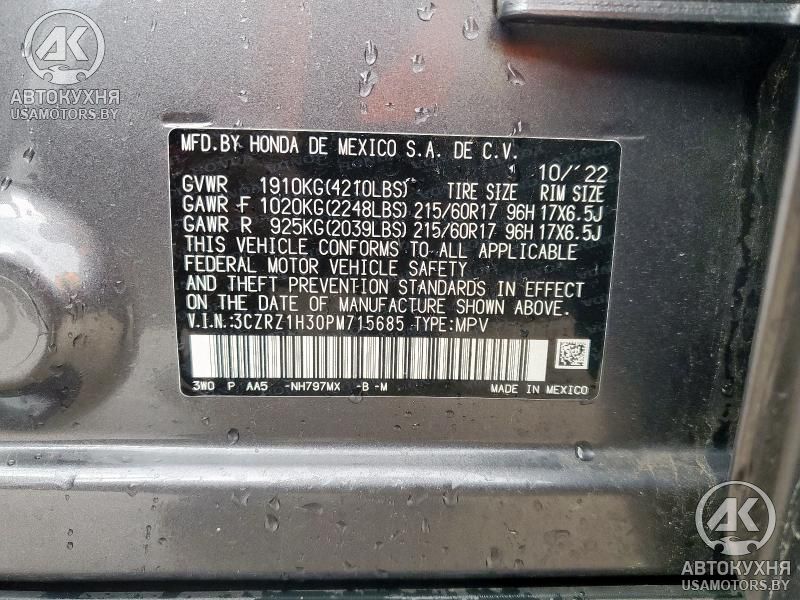 AK
АВТОКУХНЯ
USAMOTORS.BY
MFD.BY HONDA DE MEXICO S.A. DE C.V.
10/'22
GVWR 1910KG(4210LBS) TIRE SIZE RIM SIZE
GAWR F 1020KG(2248LBS) 215/60R17 96H 17X6.5J
GAWR R 925KG(2039LBS) 215/60R17 96H 17X6.5J
THIS VEHICLE CONFORMS TO ALL APPLICABLE
FEDERAL MOTOR VEHICLE SAFETY
AND THEFT PREVENTION STANDARDS IN EFFECT
ON THE DATE OF MANUFACTURE SHOWN ABOVE.
V.I.N.:3CZRZ1H30PM715685 TYPE:MPV
3W0 P AA5 -NH797MX -B -M MADE IN MEXICO
AK
АВТОКУХНЯ
USAMOTORS.BY